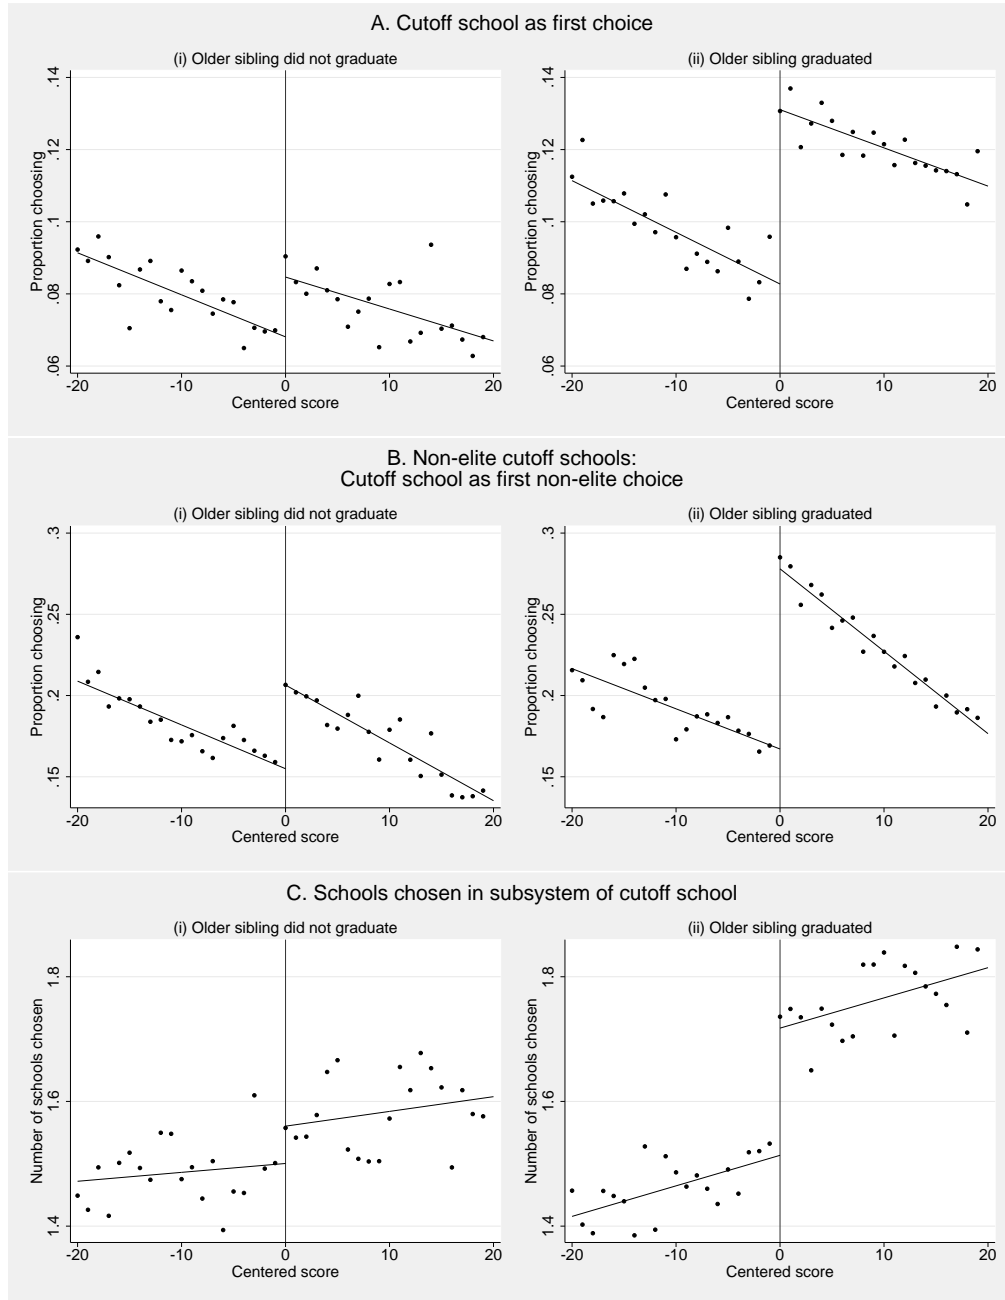 A. Cutoff school as first choice
(i) Older sibling did not graduate
(ii) Older sibling graduated
Proportion choosing
.14
.12
.1
.08
.06
-20 -10 0 10 20
Centered score
Proportion choosing
.14
.12
.1
.08
.06
-20 -10 0 10 20
Centered score
B. Non-elite cutoff schools:
Cutoff school as first non-elite choice
(i) Older sibling did not graduate
(ii) Older sibling graduated
Proportion choosing
.3
.25
.2
.15
-20 -10 0 10 20
Centered score
Proportion choosing
.3
.25
.2
.15
-20 -10 0 10 20
Centered score
C. Schools chosen in subsystem of cutoff school
(i) Older sibling did not graduate
(ii) Older sibling graduated
Number of schools chosen
1.8
1.6
1.4
-20 -10 0 10 20
Centered score
Number of schools chosen
1.8
1.6
1.4
-20 -10 0 10 20
Centered score